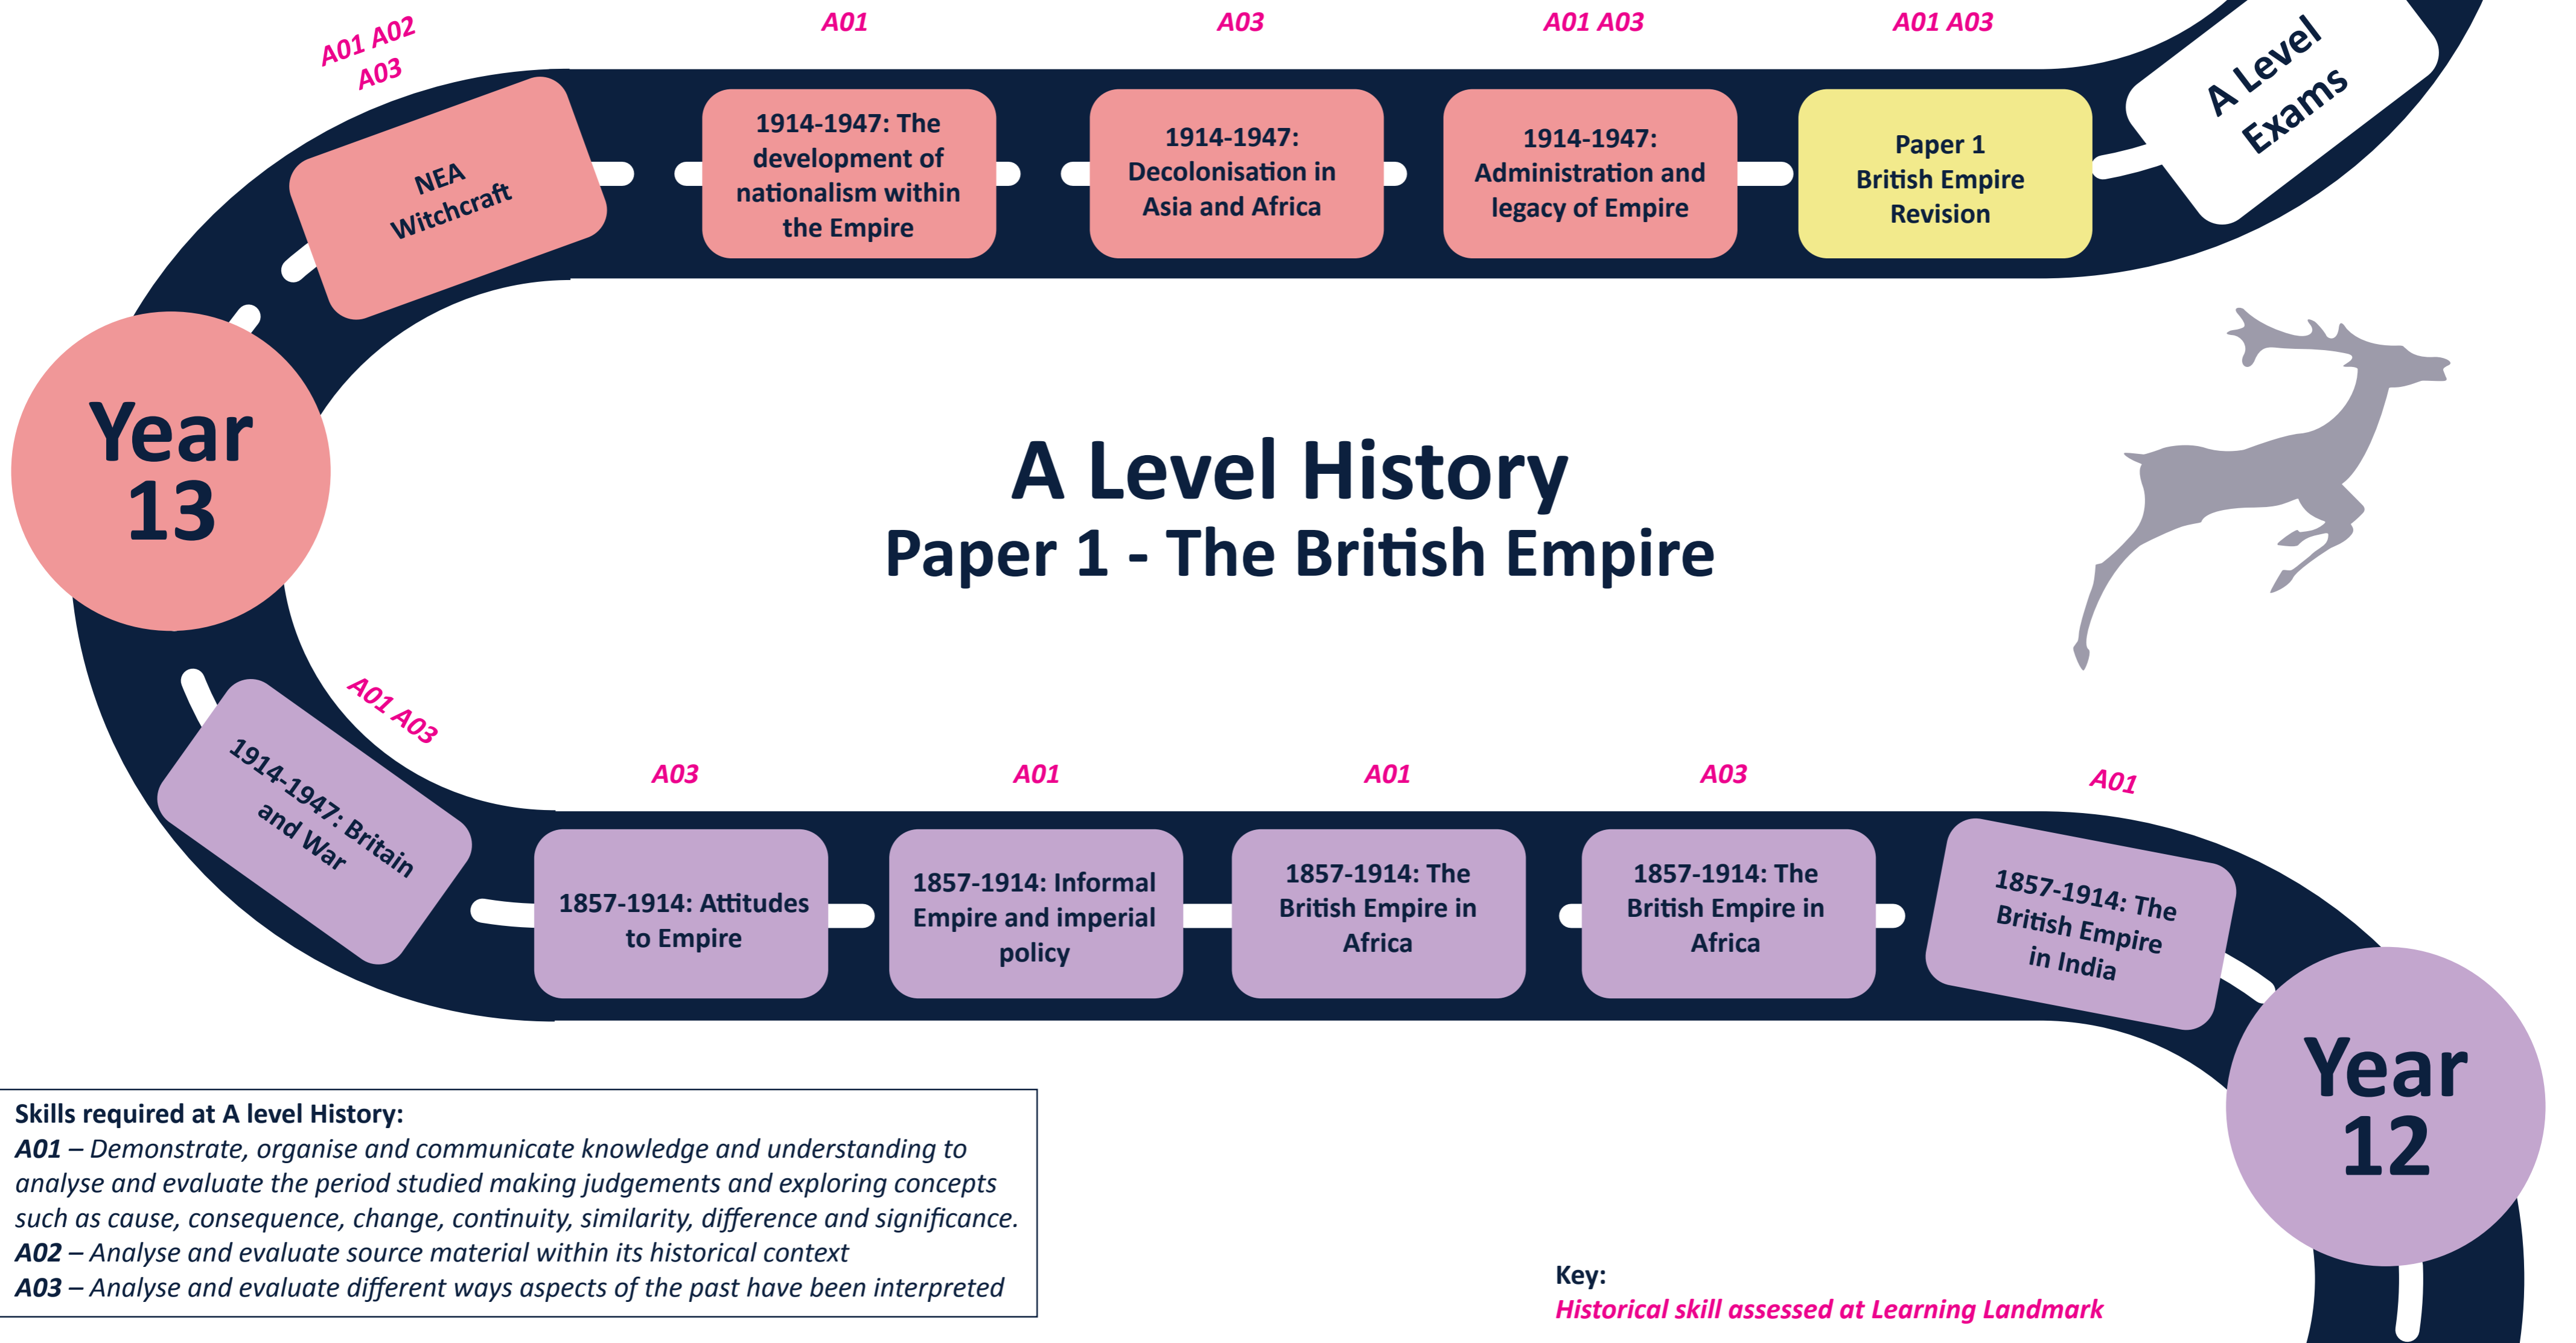 A01 A02
A03
A01
A03
A01 A03
A01 A03
NEA
Witchcraft
1914-1947: The
development of
nationalism within
the Empire
1914-1947:
Decolonisation in
Asia and Africa
1914-1947:
Administration and
legacy of Empire
Paper 1
British Empire
Revision
A Level
Exams
Year
13
A Level History
Paper 1 - The British Empire
A01 A03
A03
A01
A01
A03
A01
1914-1947: Britain
and War
1857-1914: Attitudes
to Empire
1857-1914: Informal
Empire and imperial
policy
1857-1914: The
British Empire in
Africa
1857-1914: The
British Empire in
Africa
1857-1914: The
British Empire
in India
Year
12
Skills required at A level History:
A01 – Demonstrate, organise and communicate knowledge and understanding to
analyse and evaluate the period studied making judgements and exploring concepts
such as cause, consequence, change, continuity, similarity, difference and significance.
A02 – Analyse and evaluate source material within its historical context
A03 – Analyse and evaluate different ways aspects of the past have been interpreted
Key:
Historical skill assessed at Learning Landmark